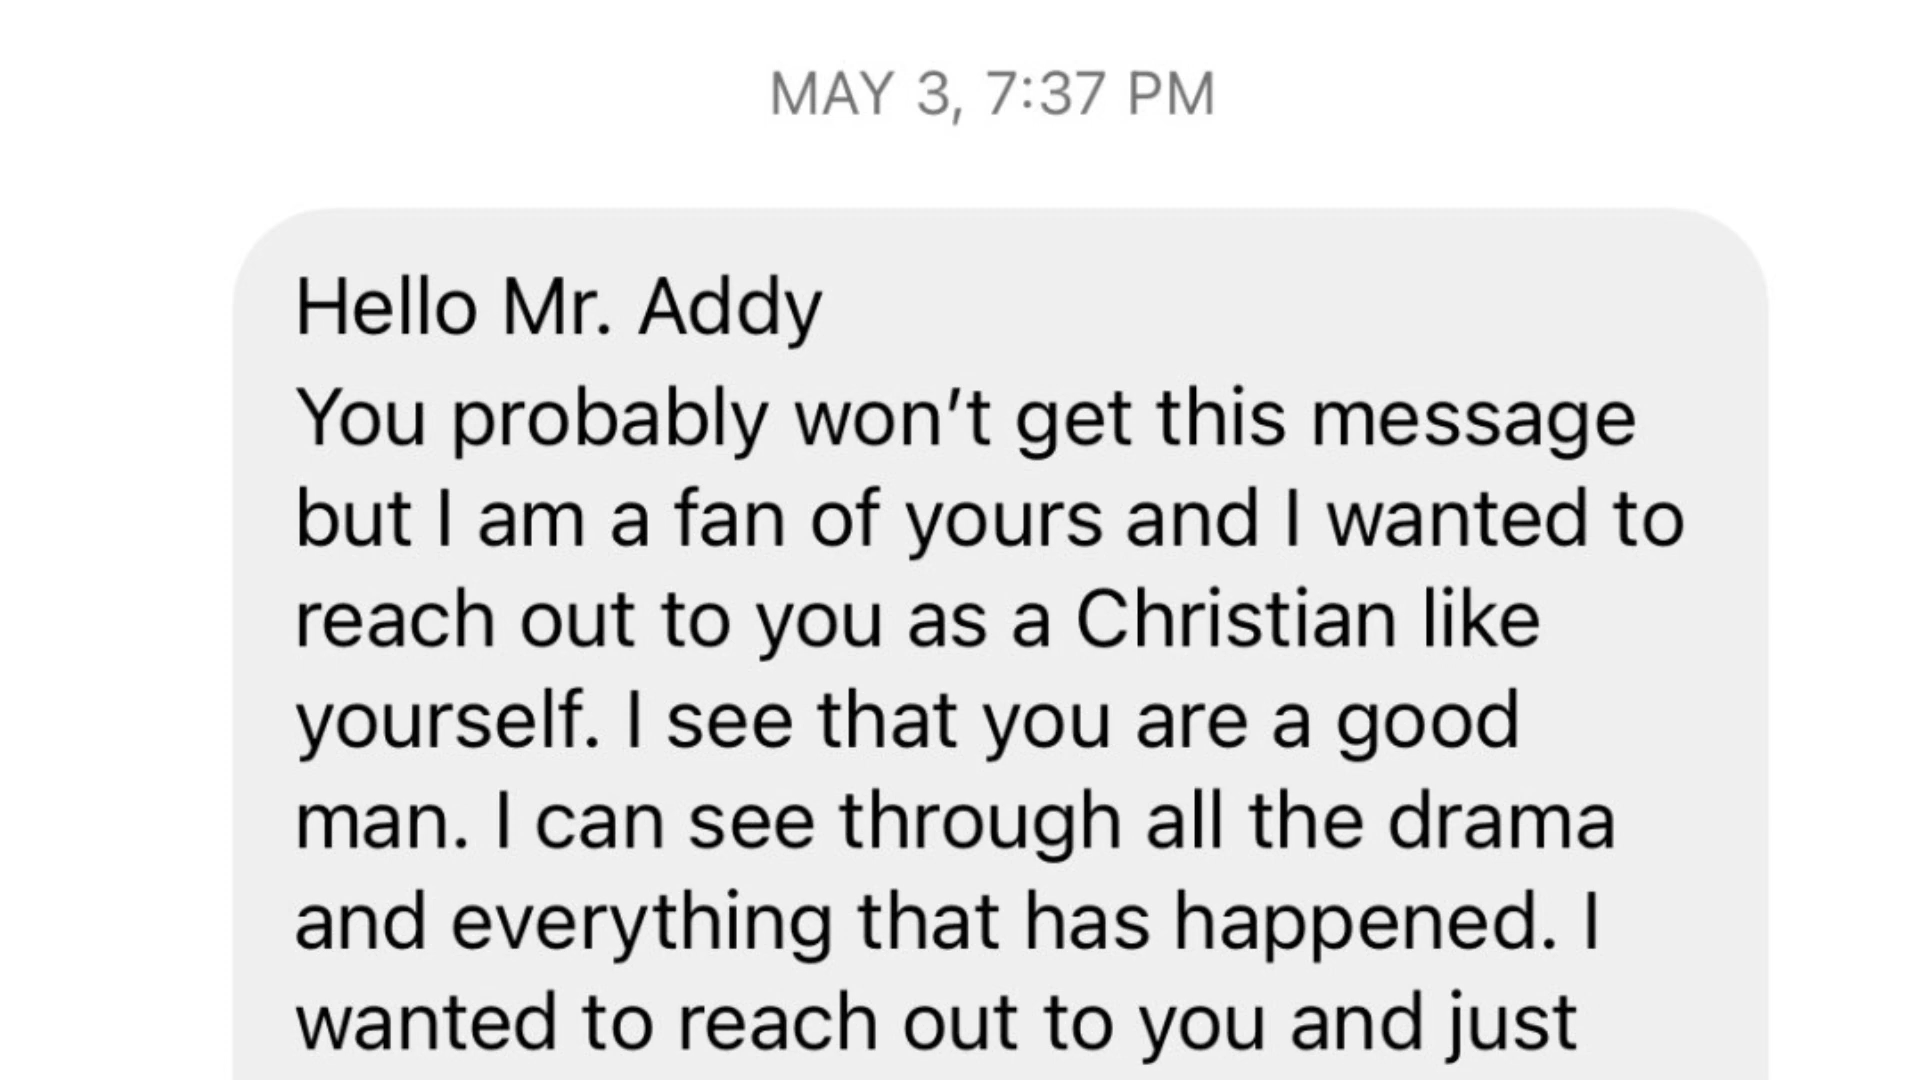 MAY 3, 7:37 PM
Hello Mr. Addy
You probably won’t get this message
but I am a fan of yours and I wanted to
reach out to you as a Christian like
yourself. I see that you are a good
man. I can see through all the drama
and everything that has happened. I
wanted to reach out to you and just